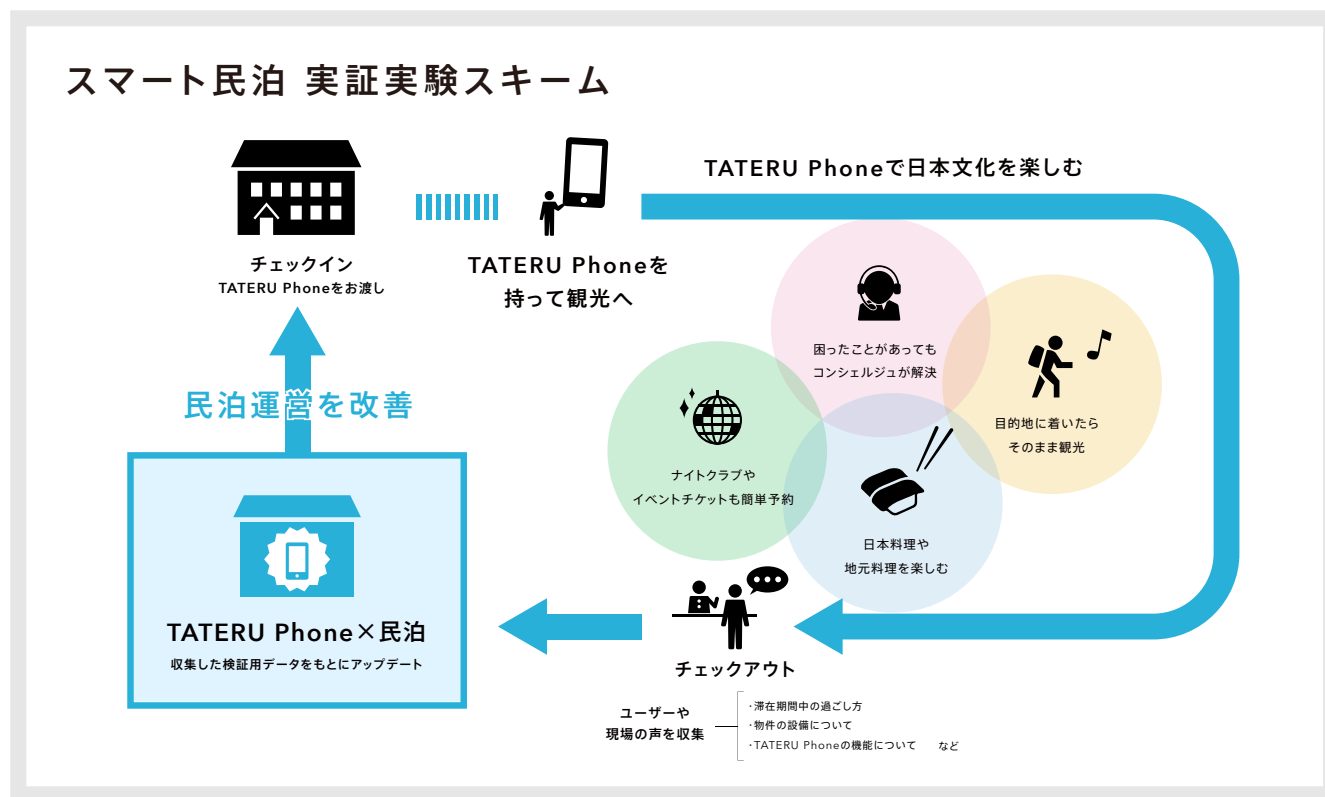 スマート民泊 実証実験スキーム
チェックイン
TATERU Phoneをお渡し
TATERU Phoneを
持って観光へ
TATERU Phoneで日本文化を楽しむ
困ったことがあっても
コンシェルジュが解決
目的地に着いたら
そのまま観光
ナイトクラブや
イベントチケットも簡単予約
日本料理や
地元料理を楽しむ
チェックアウト
ユーザーや
現場の声を収集
・滞在期間中の過ごし方
・物件の設備について
・TATERU Phoneの機能について など
民泊運営を改善
TATERU Phone×民泊
収集した検証用データをもとにアップデート